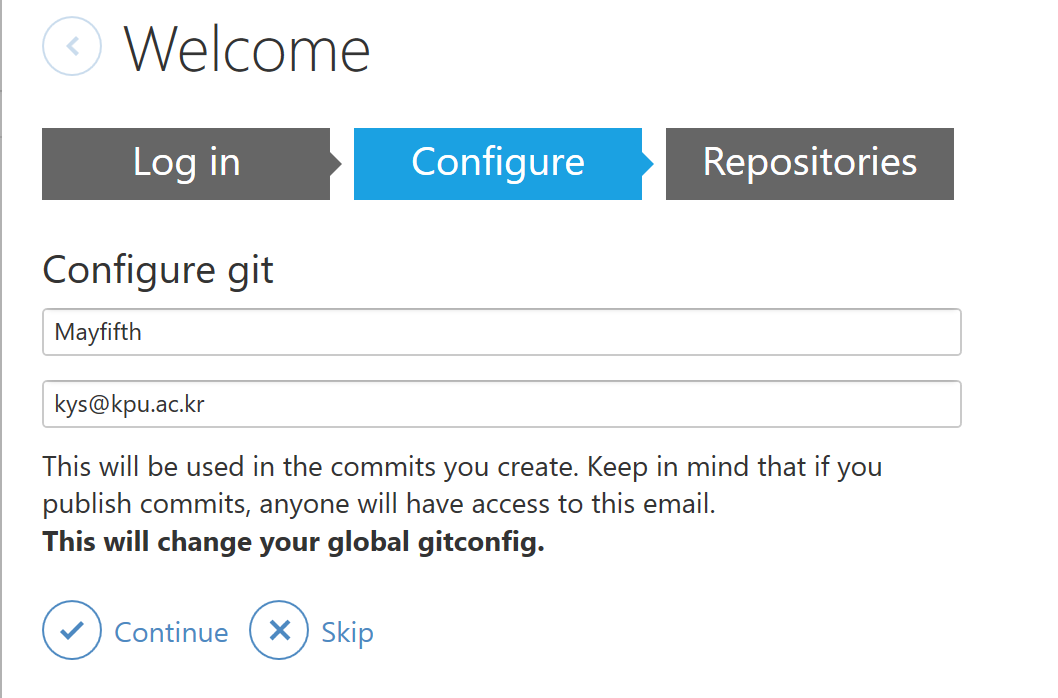 Welcome
Log in
Configure
Repositories
Configure git
Mayfifth
kys@kpu.ac.kr
This will be used in the commits you create. Keep in mind that if you
publish commits, anyone will have access to this email.
This will change your global gitconfig.
Continue
Skip